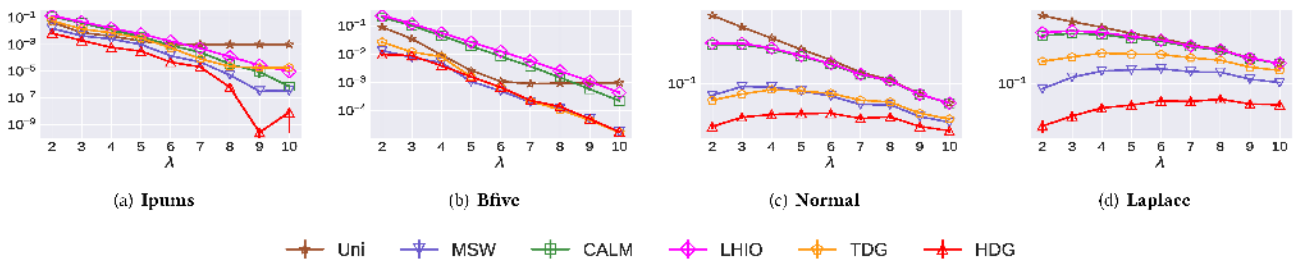 10⁻¹
10⁻³
10⁻⁵
10⁻⁷
10⁻⁹
2 3 4 5 6 7 8 9 10
λ
(a) Ipums
10⁻¹
10⁻²
10⁻³
10⁻⁴
2 3 4 5 6 7 8 9 10
λ
(b) Bfive
10⁻¹
2 3 4 5 6 7 8 9 10
λ
(c) Normal
10⁻¹
2 3 4 5 6 7 8 9 10
λ
(d) Laplace
Uni MSW CALM LHIO TDG HDG